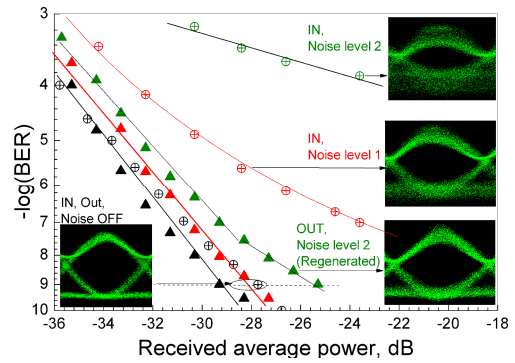 3
4
5
6
7
8
9
10
-log(BER)
IN,
Noise level 2
IN,
Noise level 1
OUT,
Noise level 2
(Regenerated)
IN, Out,
Noise OFF
-36 -34 -32 -30 -28 -26 -24 -22 -20 -18
Received average power, dB